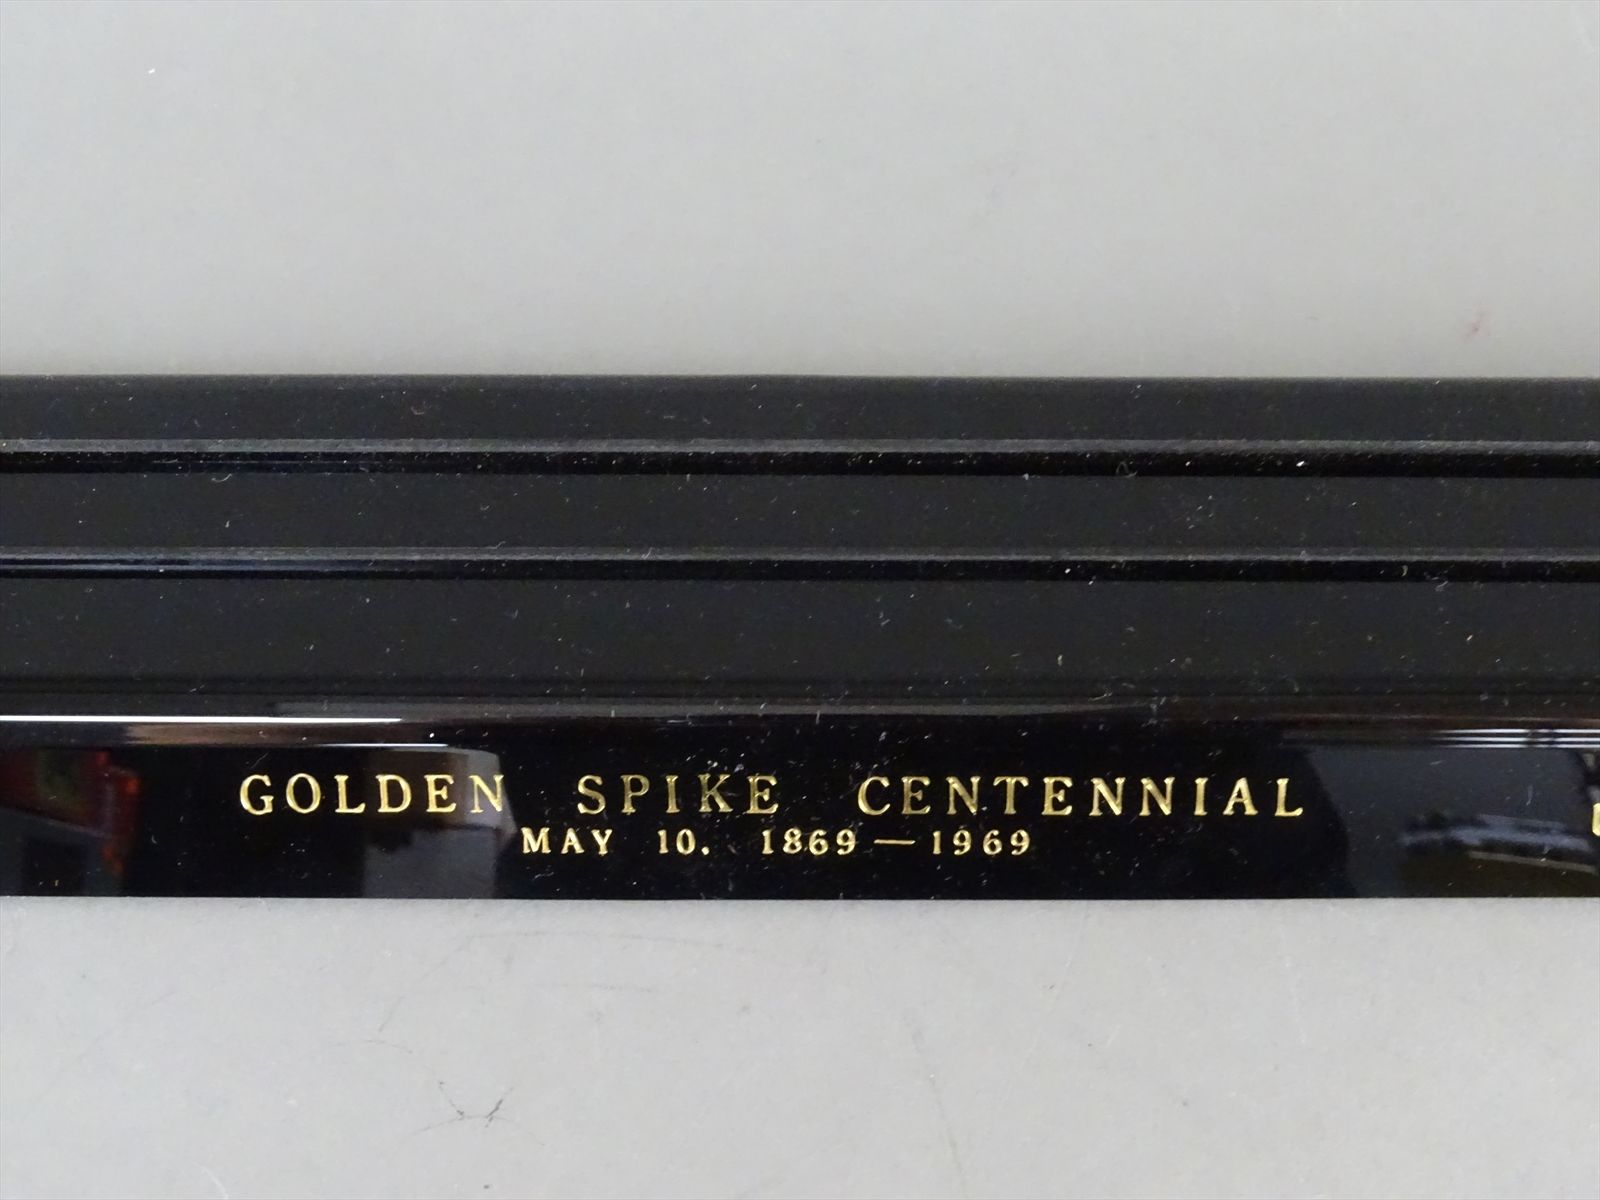 GOLDEN SPIKE CENTENNIAL
MAY 10, 1869—1969